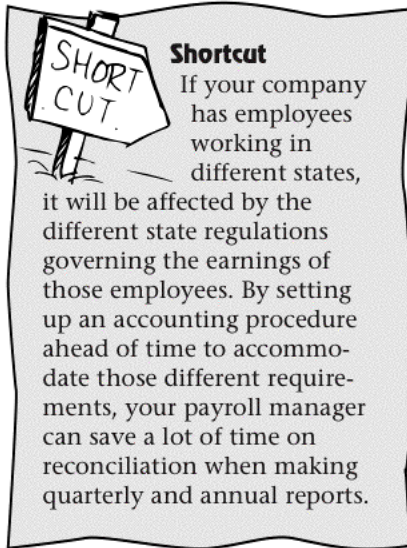 SHORT
CUT
Shortcut
If your company
has employees
working in
different states,
it will be affected by the
different state regulations
governing the earnings of
those employees. By setting
up an accounting procedure
ahead of time to accommo-
date those different require-
ments, your payroll manager
can save a lot of time on
reconciliation when making
quarterly and annual reports.